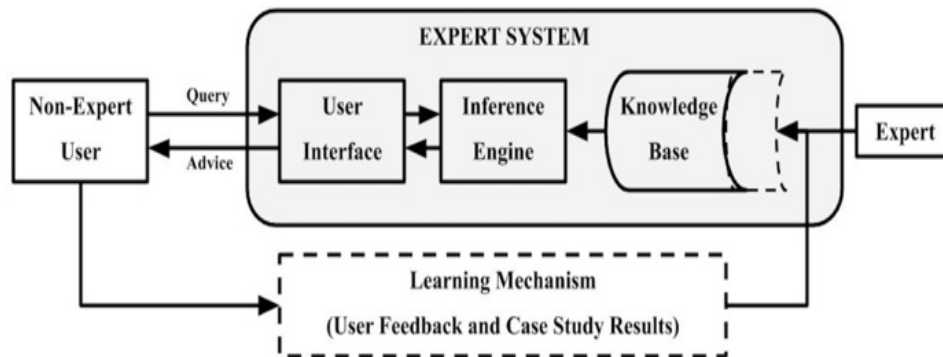 EXPERT SYSTEM
Non-Expert
User
Query
Advice
User
Interface
Inference
Engine
Knowledge
Base
Expert
Learning Mechanism
(User Feedback and Case Study Results)